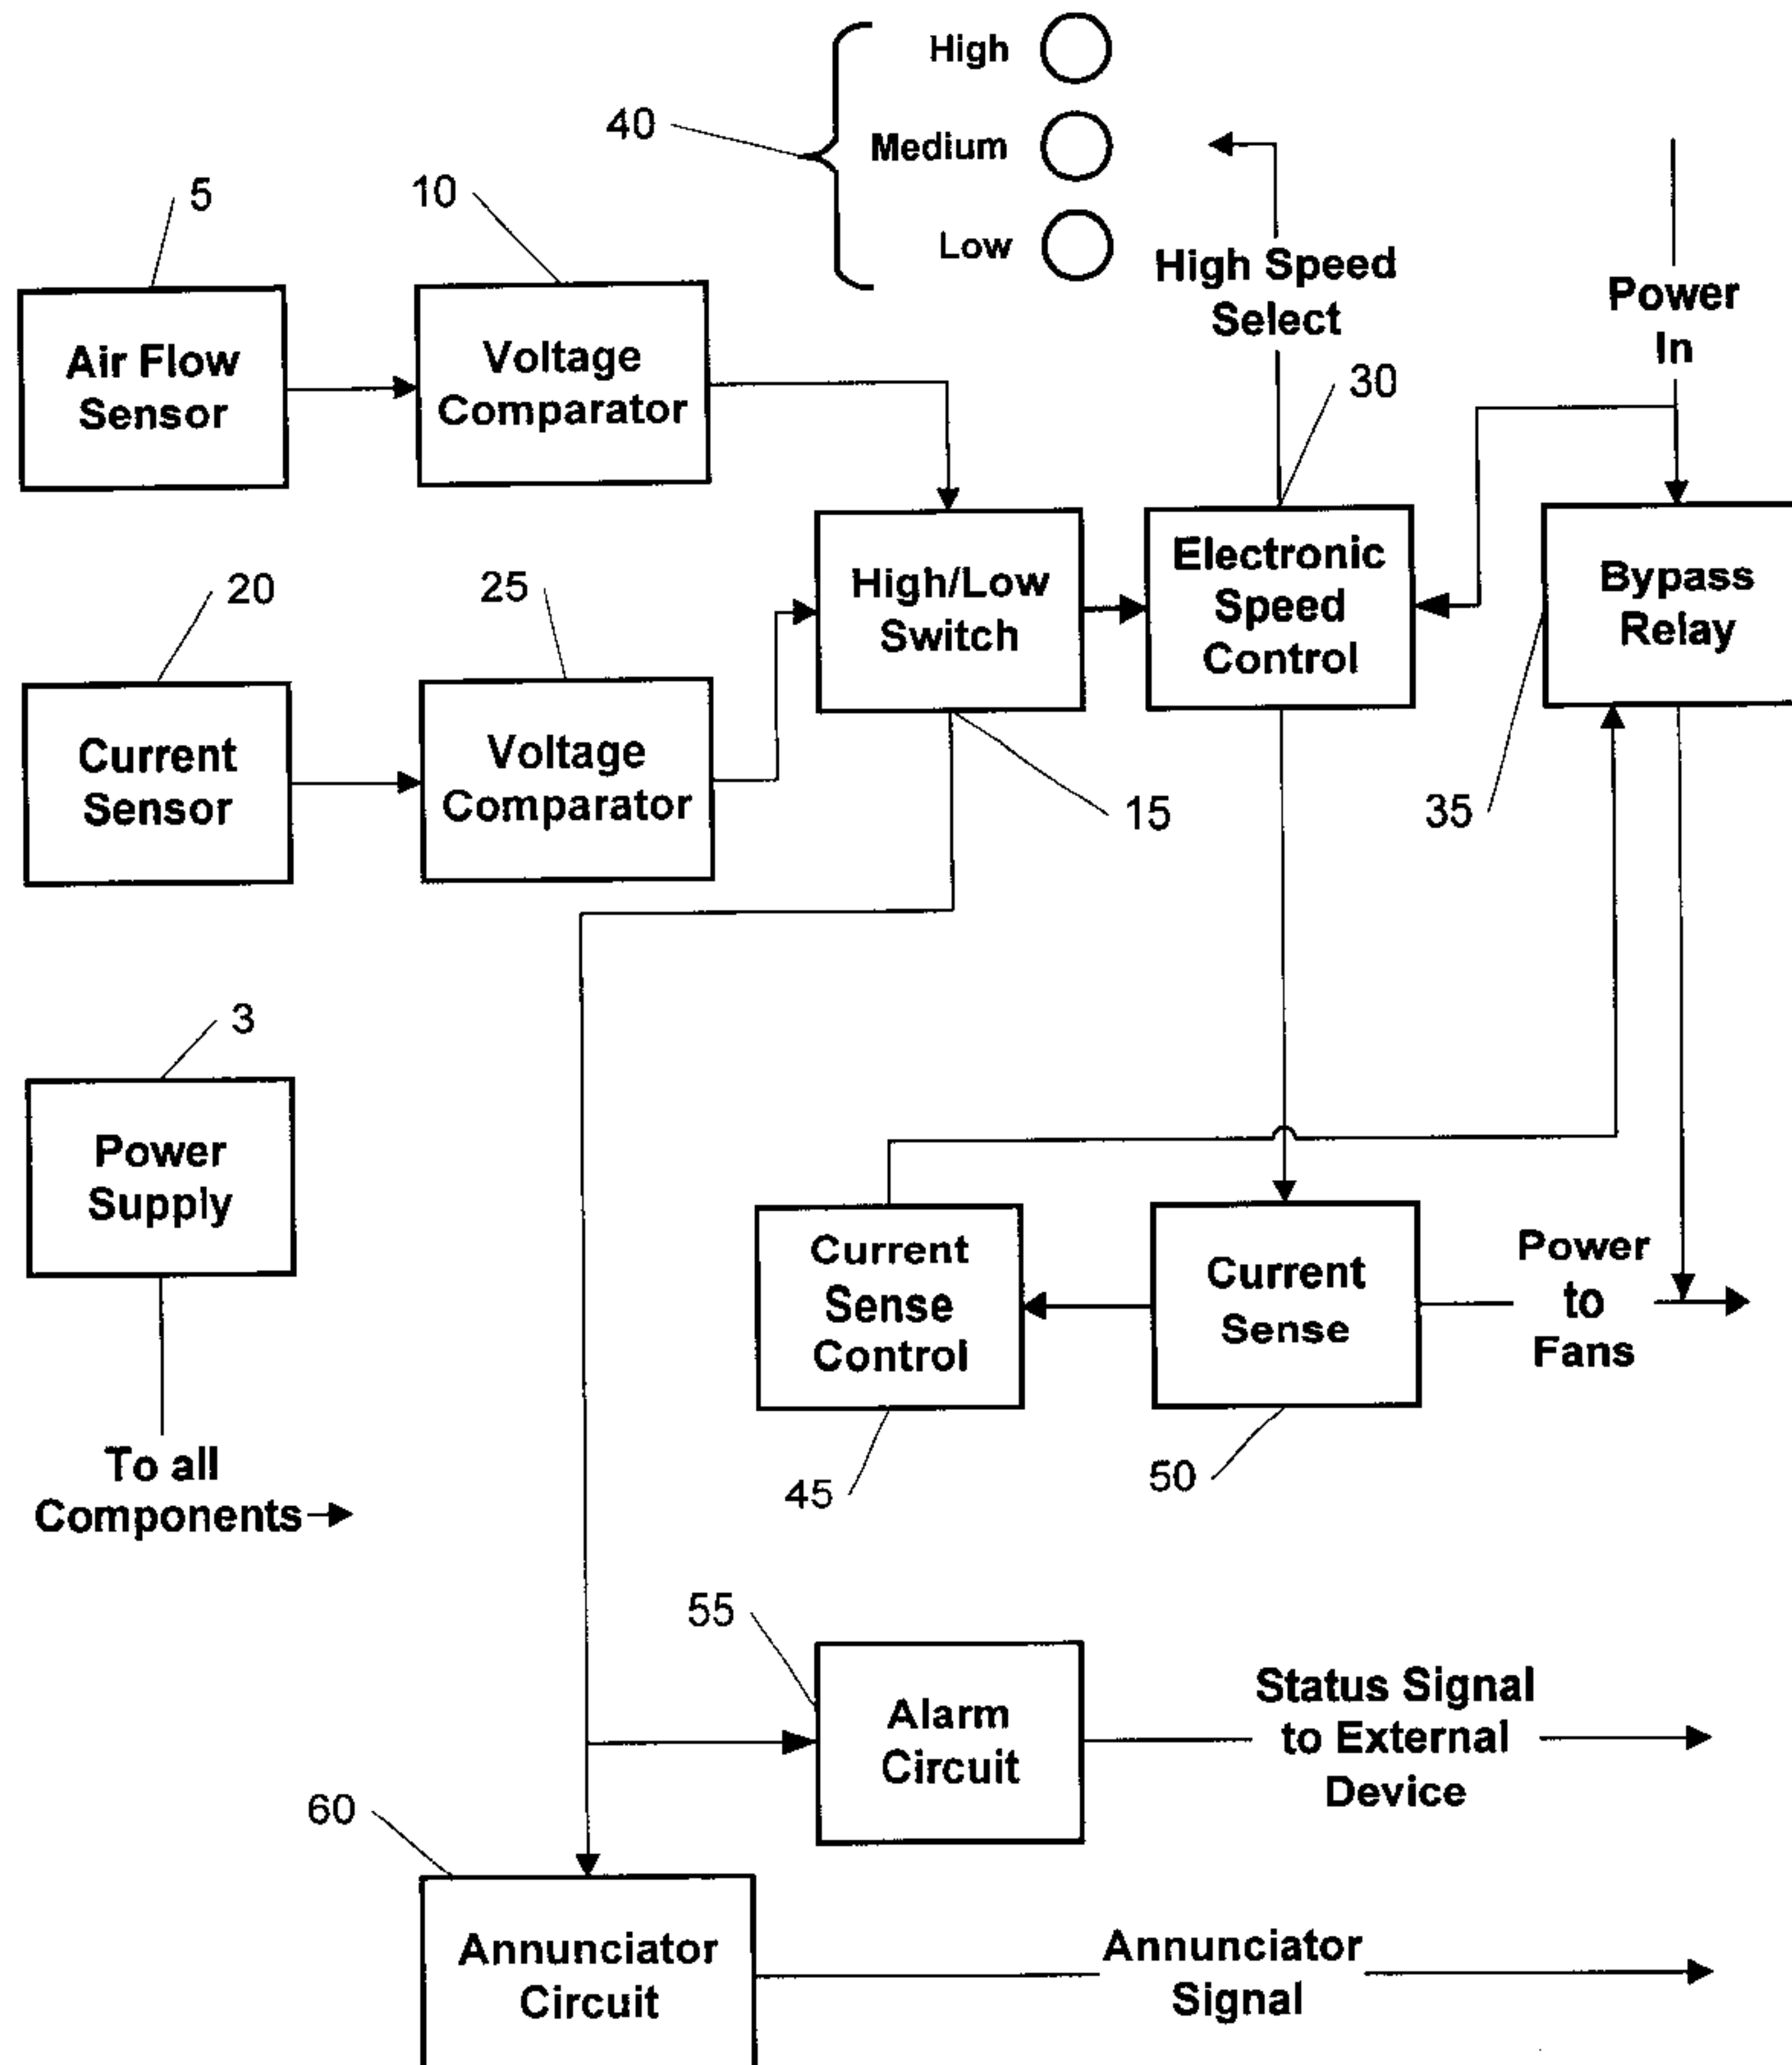 High
40
Medium
Low
5
10
High Speed
Select
Power
In
Air Flow
Sensor
Voltage
Comparator
30
20
25
High/Low
Switch
Electronic
Speed
Control
Bypass
Relay
Current
Sensor
Voltage
Comparator
15
35
3
Power
Supply
Current
Sense
Control
Current
Sense
Power
to
Fans
To all
Components
45
50
55
Alarm
Circuit
Status Signal
to External
Device
60
Annunciator
Circuit
Annunciator
Signal